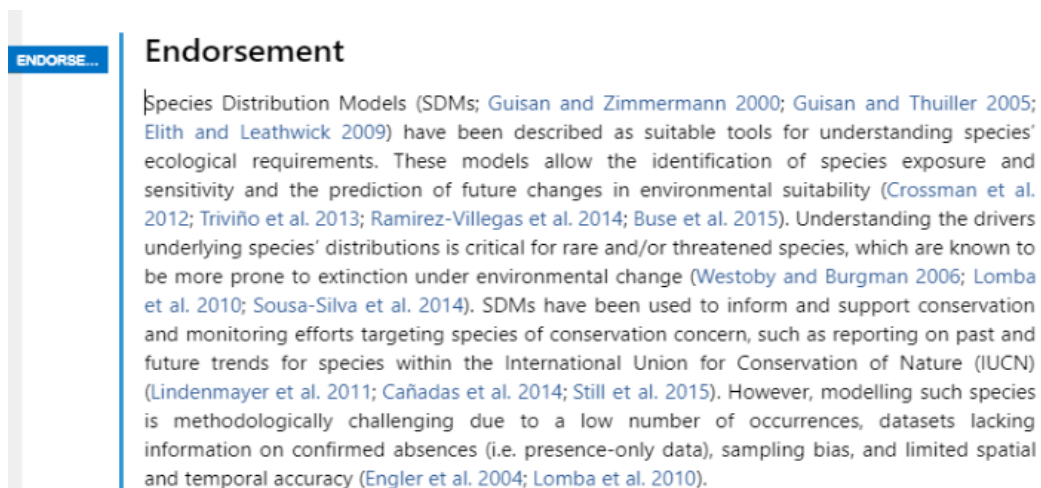 ENDORSE...
Endorsement
Species Distribution Models (SDMs; Guisan and Zimmermann 2000; Guisan and Thuiller 2005;
Elith and Leathwick 2009) have been described as suitable tools for understanding species’
ecological requirements. These models allow the identification of species exposure and
sensitivity and the prediction of future changes in environmental suitability (Crossman et al.
2012; Triviño et al. 2013; Ramirez-Villegas et al. 2014; Buse et al. 2015). Understanding the drivers
underlying species’ distributions is critical for rare and/or threatened species, which are known to
be more prone to extinction under environmental change (Westoby and Burgman 2006; Lomba
et al. 2010; Sousa-Silva et al. 2014). SDMs have been used to inform and support conservation
and monitoring efforts targeting species of conservation concern, such as reporting on past and
future trends for species within the International Union for Conservation of Nature (IUCN)
(Lindenmayer et al. 2011; Cañadas et al. 2014; Still et al. 2015). However, modelling such species
is methodologically challenging due to a low number of occurrences, datasets lacking
information on confirmed absences (i.e. presence-only data), sampling bias, and limited spatial
and temporal accuracy (Engler et al. 2004; Lomba et al. 2010).